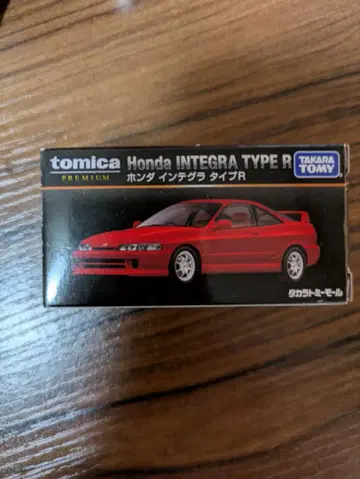 tomica
PREMIUM
Honda INTEGRA TYPE R
ホンダ インテグラ タイプR
TAKARA
TOMY
タカラトミーモール